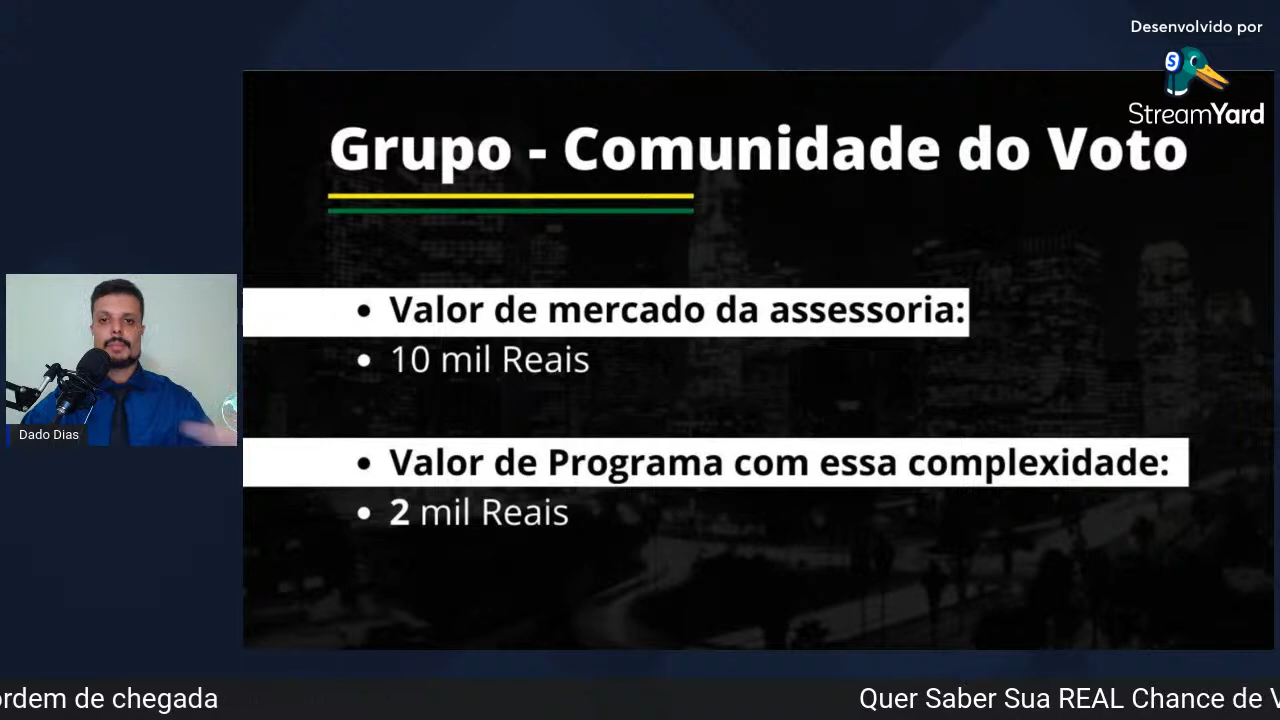 Desenvolvido por
StreamYard
Grupo - Comunidade do Voto
• Valor de mercado da assessoria:
• 10 mil Reais
• Valor de Programa com essa complexidade:
• 2 mil Reais
Dado Dias
ordem de chegada
Quer Saber Sua REAL Chance de